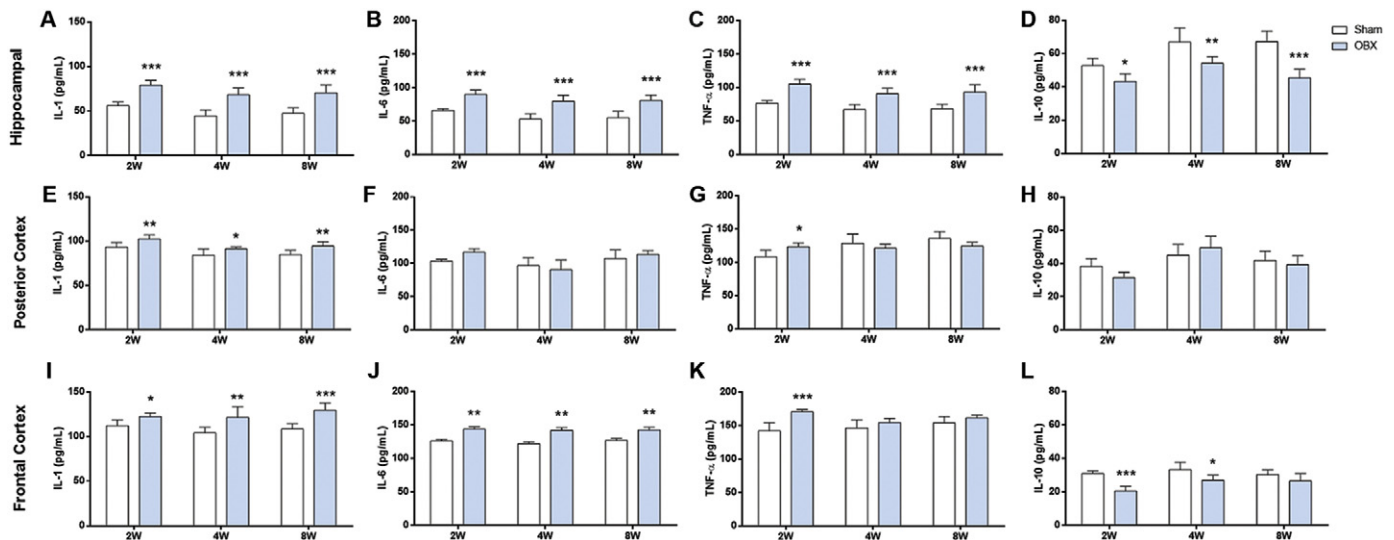 A
B
C
D
Hippocampal
IL-1 (pg/mL)
150
100
50
0
***
***
***
2W
4W
8W
IL-6 (pg/mL)
200
150
100
50
0
***
***
***
2W
4W
8W
TNF-α (pg/mL)
200
150
100
50
0
***
***
***
2W
4W
8W
IL-10 (pg/mL)
80
60
40
20
0
*
**
***
2W
4W
8W
Sham
OBX
E
F
G
H
Posterior Cortex
IL-1 (pg/mL)
150
100
50
0
**
*
**
2W
4W
8W
IL-6 (pg/mL)
200
150
100
50
0
2W
4W
8W
TNF-α (pg/mL)
200
150
100
50
0
*
2W
4W
8W
IL-10 (pg/mL)
80
60
40
20
0
2W
4W
8W
I
J
K
L
Frontal Cortex
IL-1 (pg/mL)
150
100
50
0
*
**
***
2W
4W
8W
IL-6 (pg/mL)
200
150
100
50
0
**
**
**
2W
4W
8W
TNF-α (pg/mL)
200
150
100
50
0
***
2W
4W
8W
IL-10 (pg/mL)
80
60
40
20
0
***
*
2W
4W
8W